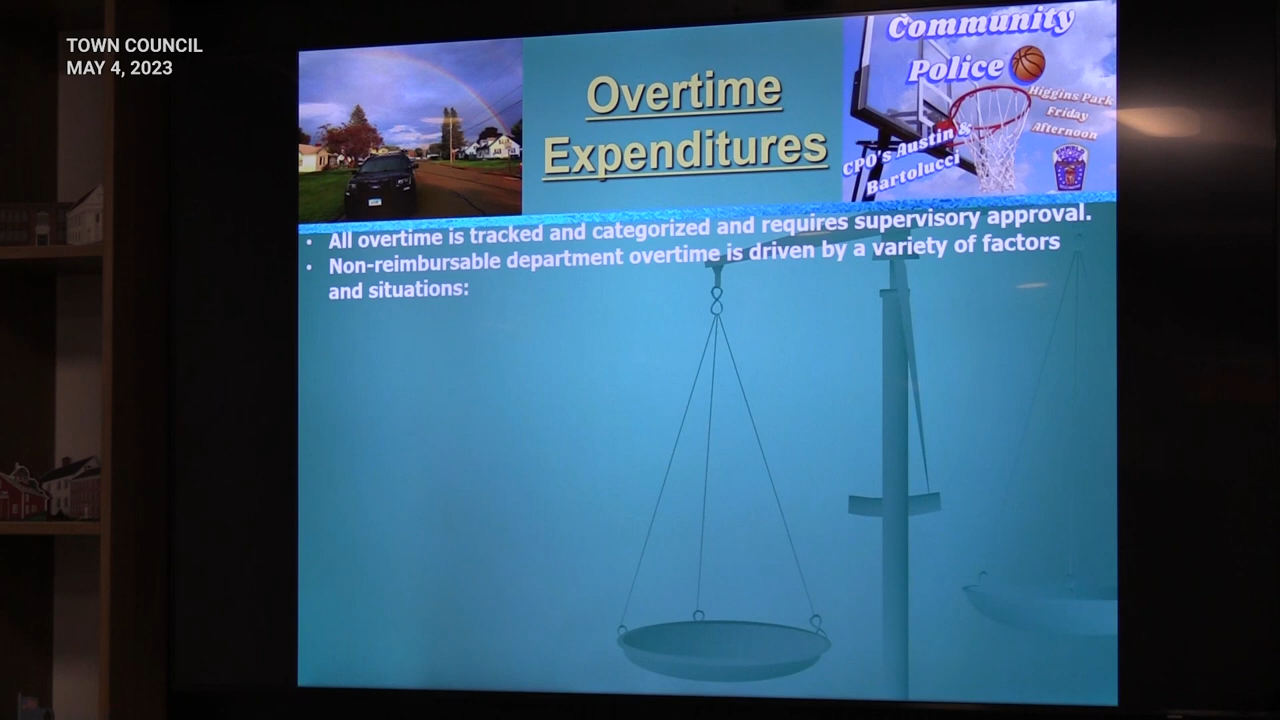 TOWN COUNCIL
MAY 4, 2023
Overtime
Expenditures
Community
Police
Higgins Park
Friday
Afternoon
CPO's Austin &
Bartolucci
• All overtime is tracked and categorized and requires supervisory approval.
• Non-reimbursable department overtime is driven by a variety of factors
and situations: